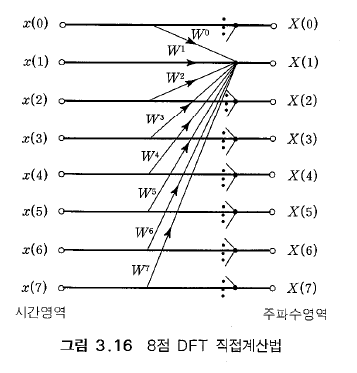 x(0) W⁰ X(0)
x(1) W¹ X(1)
x(2) W² X(2)
x(3) W³ X(3)
x(4) W⁴ X(4)
x(5) W⁵ X(5)
x(6) W⁶ X(6)
x(7) W⁷ X(7)
시간영역 주파수영역
그림 3.16 8점 DFT 직접계산법